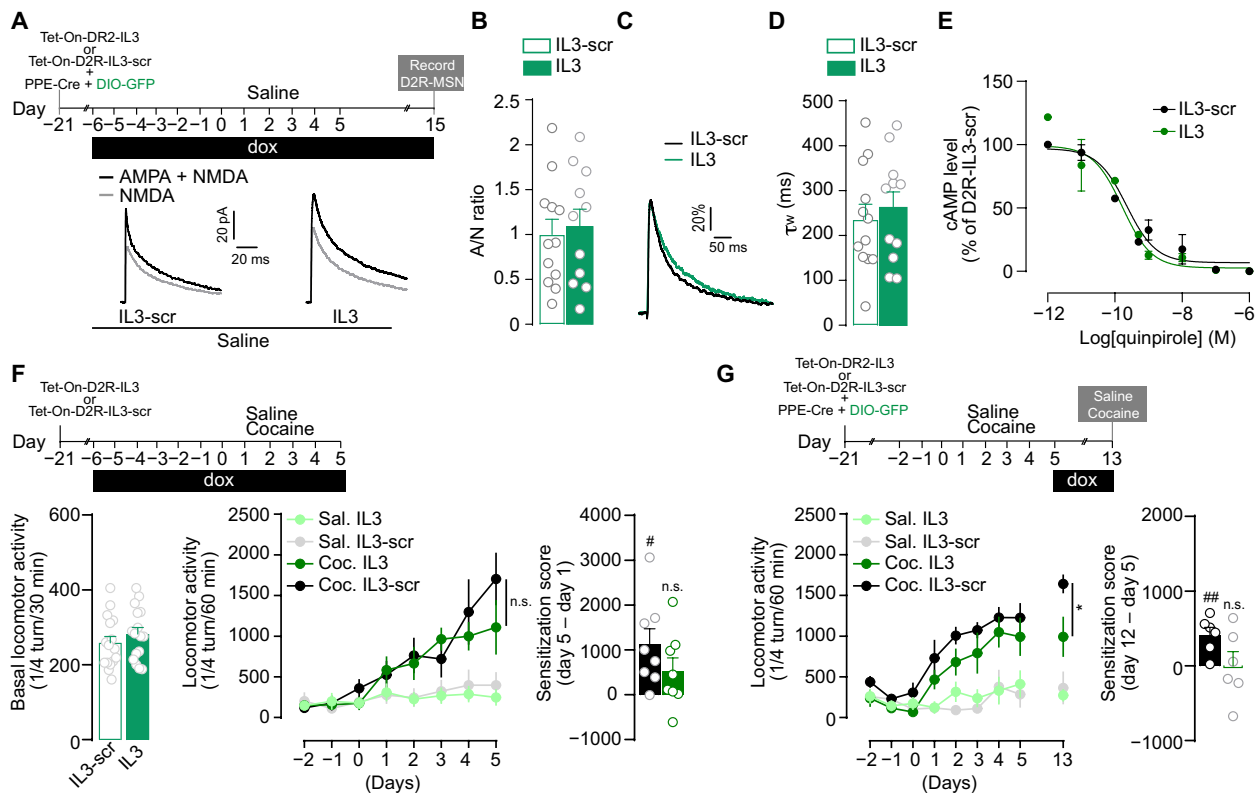 A
Tet-On-DR2-IL3
or
Tet-On-D2R-IL3-scr
+
PPE-Cre + DIO-GFP
Record
D2R-MSN
Saline
Day
−21 −6 −5 −4 −3 −2 −1 0 1 2 3 4 5 15
dox
AMPA + NMDA
NMDA
20 pA
20 ms
IL3-scr IL3
Saline
B
IL3-scr
IL3
A/N ratio
2.5
2
1.5
1
0.5
0
C
IL3-scr
IL3
20%
50 ms
D
IL3-scr
IL3
τw (ms)
500
400
300
200
100
0
E
cAMP level
(% of D2R-IL3-scr)
150
100
50
0
IL3-scr
IL3
−12 −10 −8 −6
Log[quinpirole] (M)
F
Tet-On-D2R-IL3
or
Tet-On-D2R-IL3-scr
Saline
Cocaine
Day
−21 −6 −5 −4 −3 −2 −1 0 1 2 3 4 5
dox
Basal locomotor activity
(1/4 turn/30 min)
600
400
200
0
IL3-scr IL3
Locomotor activity
(1/4 turn/60 min)
2500
2000
1500
1000
500
0
Sal. IL3
Sal. IL3-scr
Coc. IL3
Coc. IL3-scr
n.s.
−2 −1 0 1 2 3 4 5
(Days)
Sensitization score
(day 5 – day 1)
4000
3000
2000
1000
0
−1000
#
n.s.
G
Tet-On-DR2-IL3
or
Tet-On-D2R-IL3-scr
+
PPE-Cre + DIO-GFP
Saline
Cocaine
Saline
Cocaine
Day
−21 −2 −1 0 1 2 3 4 5 13
dox
Locomotor activity
(1/4 turn/60 min)
2500
2000
1500
1000
500
0
Sal. IL3
Sal. IL3-scr
Coc. IL3
Coc. IL3-scr
*
−2 −1 0 1 2 3 4 5 13
(Days)
Sensitization score
(day 12 – day 5)
2000
1000
0
−1000
##
n.s.